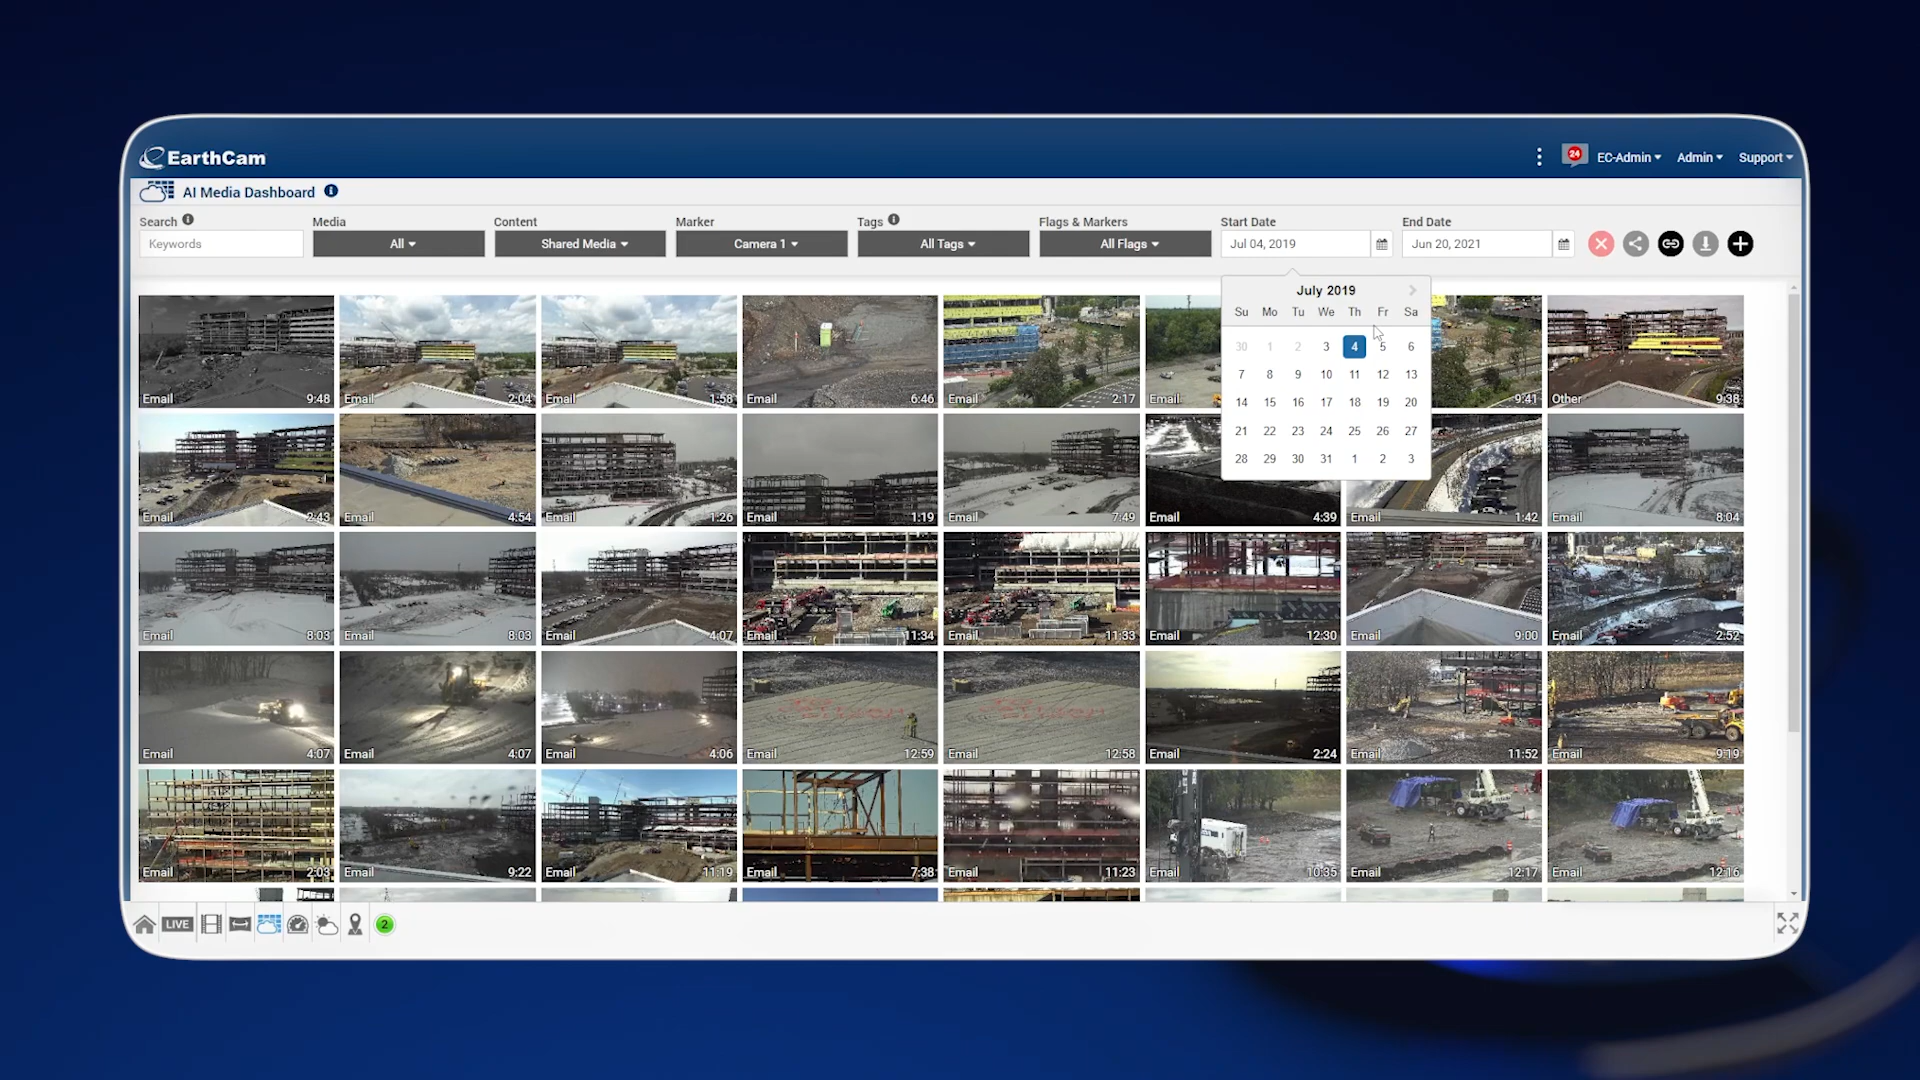 EarthCam
24 EC-Admin Admin Support
AI Media Dashboard
Search Media Content Marker Tags Flags & Markers Start Date End Date
Keywords All Shared Media Camera 1 All Tags All Flags Jul 04, 2019 Jun 20, 2021
July 2019
Su Mo Tu We Th Fr Sa
30 1 2 3 4 5 6
7 8 9 10 11 12 13
14 15 16 17 18 19 20
21 22 23 24 25 26 27
28 29 30 31 1 2 3
Email 9:48 Email 2:04 Email 1:58 Email 6:46 Email 2:17 Email 9:41 Other 9:38
Email 2:43 Email 4:54 Email 1:26 Email 1:19 Email 7:49 Email 4:39 Email 1:42 Email 8:04
Email 8:03 Email 8:03 Email 4:07 Email 11:34 Email 11:33 Email 12:30 Email 9:00 Email 2:52
Email 4:07 Email 4:07 Email 4:06 Email 12:59 Email 12:58 Email 2:24 Email 11:52 Email 9:19
Email 2:03 Email 9:22 Email 11:19 Email 7:38 Email 11:23 Email 10:35 Email 12:17 Email 12:16
LIVE 2